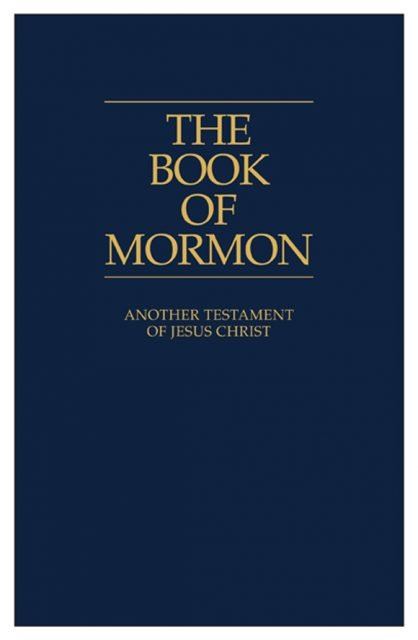 THE
BOOK
OF
MORMON
ANOTHER TESTAMENT
OF JESUS CHRIST